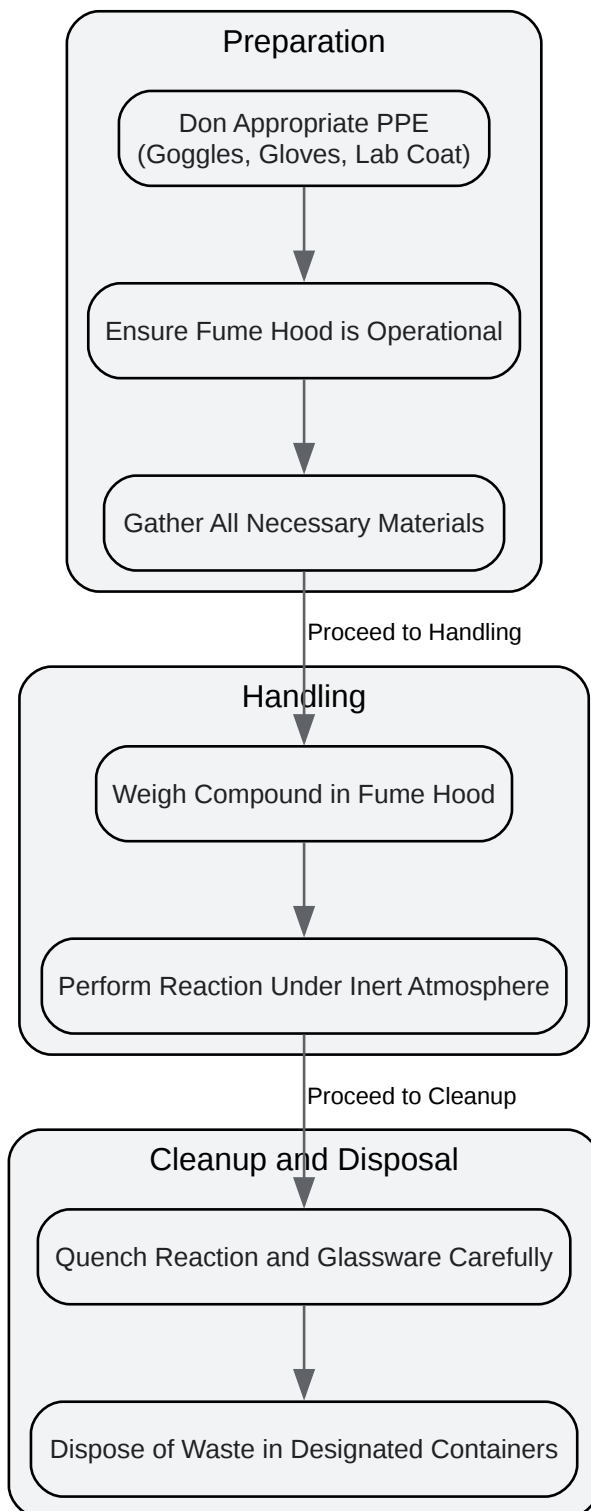 Preparation
Don Appropriate PPE
(Goggles, Gloves, Lab Coat)
Ensure Fume Hood is Operational
Gather All Necessary Materials
Proceed to Handling
Handling
Weigh Compound in Fume Hood
Perform Reaction Under Inert Atmosphere
Proceed to Cleanup
Cleanup and Disposal
Quench Reaction and Glassware Carefully
Dispose of Waste in Designated Containers